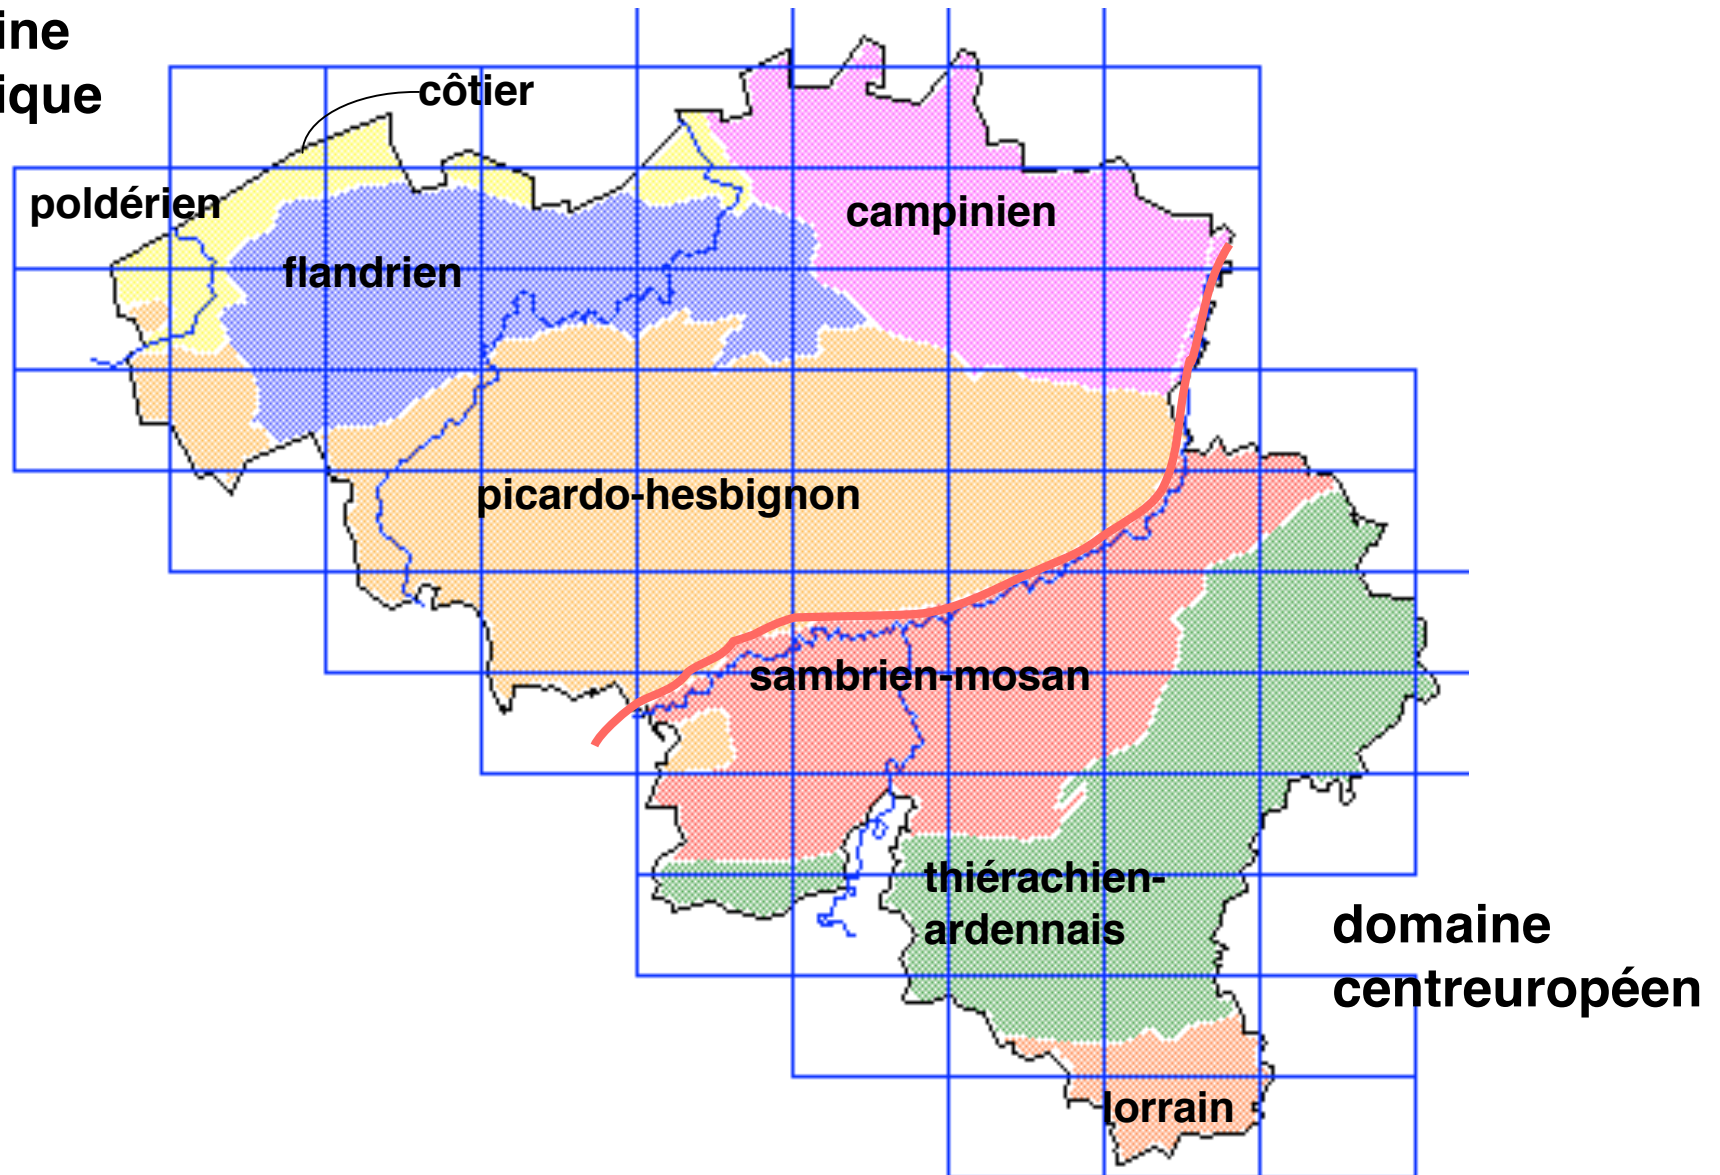 ine
ique
côtier
poldérien
campinien
flandrien
picardo-hesbignon
sambrien-mosan
thiérachien-
ardennais
domaine
centreuropéen
lorrain